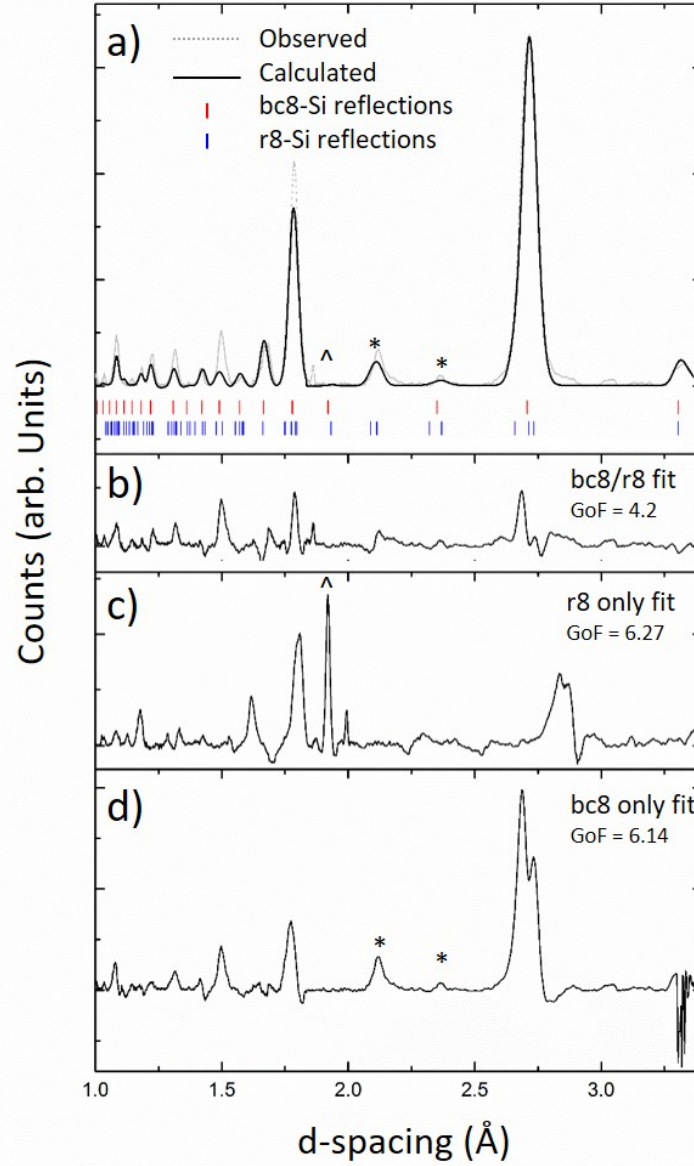 a)
Observed
Calculated
bc8-Si reflections
r8-Si reflections
^
*
*
b)
bc8/r8 fit
GoF = 4.2
c)
^
r8 only fit
GoF = 6.27
d)
bc8 only fit
GoF = 6.14
*
*
Counts (arb. Units)
1.0 1.5 2.0 2.5 3.0
d-spacing (Å)